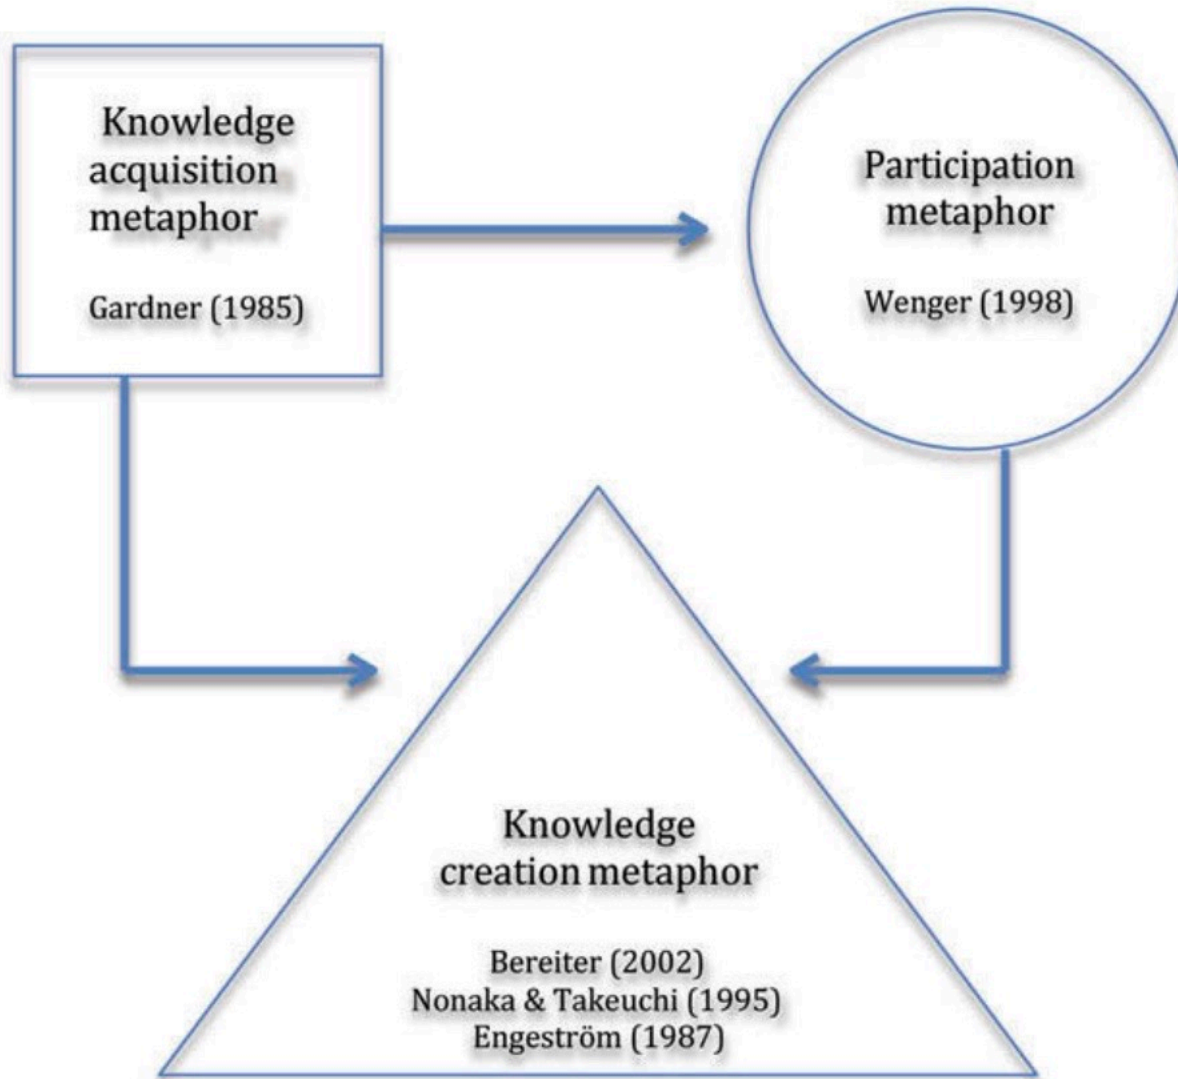 Knowledge
acquisition
metaphor
Gardner (1985)
Participation
metaphor
Wenger (1998)
Knowledge
creation metaphor
Bereiter (2002)
Nonaka & Takeuchi (1995)
Engeström (1987)